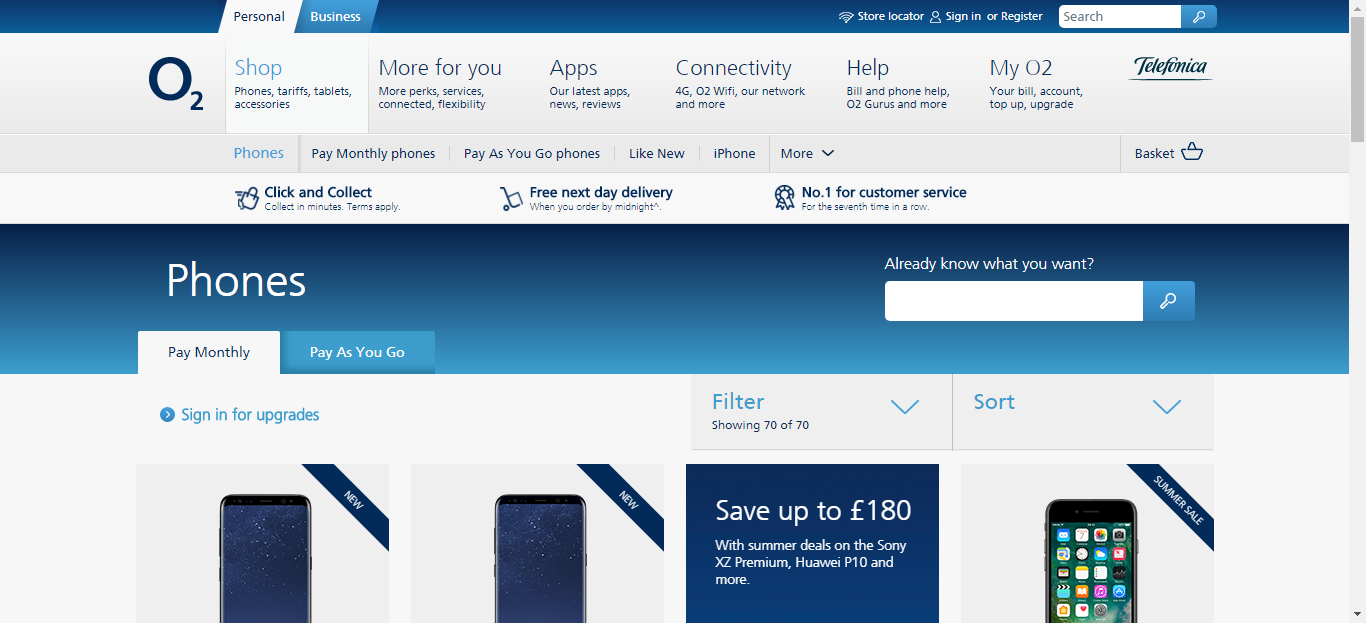 Personal
Business
Store locator
Sign in or Register
Search
O2
Shop
Phones, tariffs, tablets,
accessories
More for you
More perks, services,
connected, flexibility
Apps
Our latest apps,
news, reviews
Connectivity
4G, O2 Wifi, our network
and more
Help
Bill and phone help,
O2 Gurus and more
My O2
Your bill, account,
top up, upgrade
Telefónica
Phones
Pay Monthly phones
Pay As You Go phones
Like New
iPhone
More
Basket
Click and Collect
Collect in minutes. Terms apply.
Free next day delivery
When you order by midnight^.
No.1 for customer service
For the seventh time in a row.
Phones
Already know what you want?
Pay Monthly
Pay As You Go
Sign in for upgrades
Filter
Showing 70 of 70
Sort
NEW
NEW
Save up to £180
With summer deals on the Sony
XZ Premium, Huawei P10 and
more.
SUMMER SALE